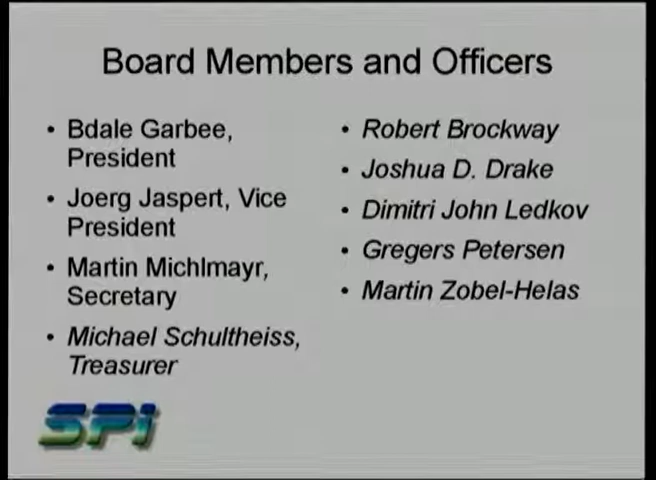 Board Members and Officers
• Bdale Garbee,
President
• Joerg Jaspert, Vice
President
• Martin Michlmayr,
Secretary
• Michael Schultheiss,
Treasurer
• Robert Brockway
• Joshua D. Drake
• Dimitri John Ledkov
• Gregers Petersen
• Martin Zobel-Helas
SPi